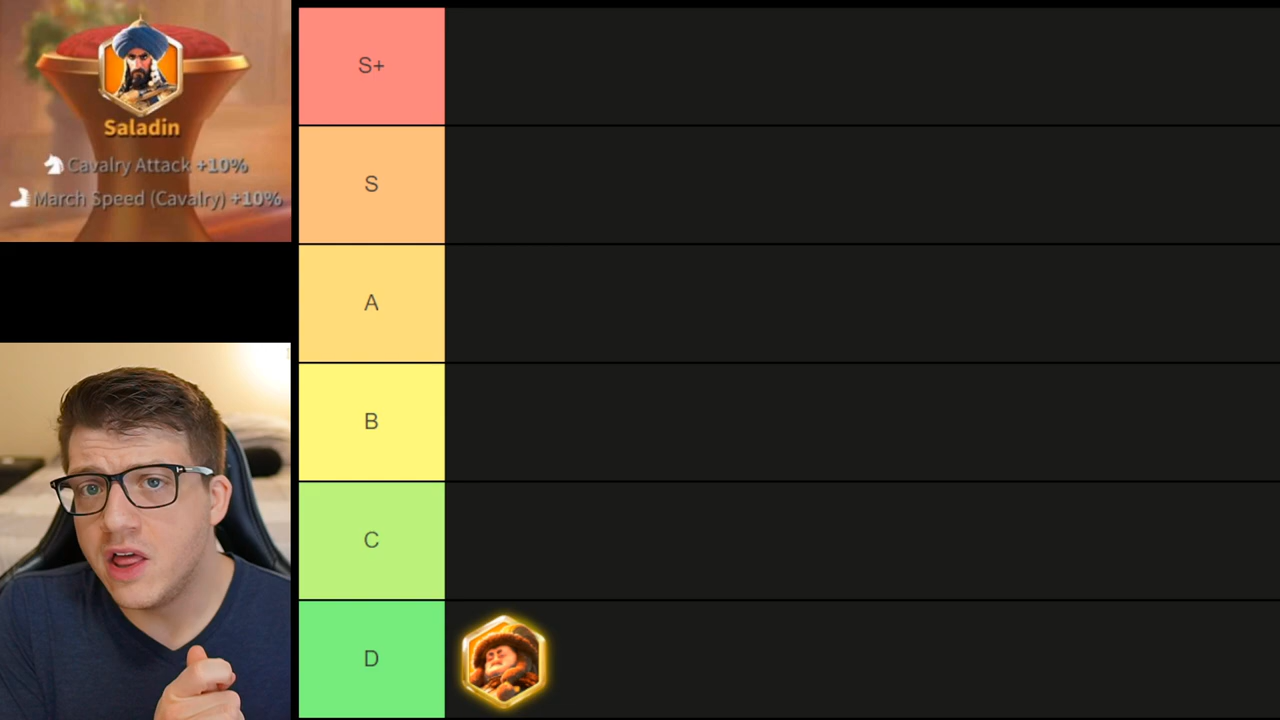 Saladin
Cavalry Attack +10%
March Speed (Cavalry) +10%
S+
S
A
B
C
D